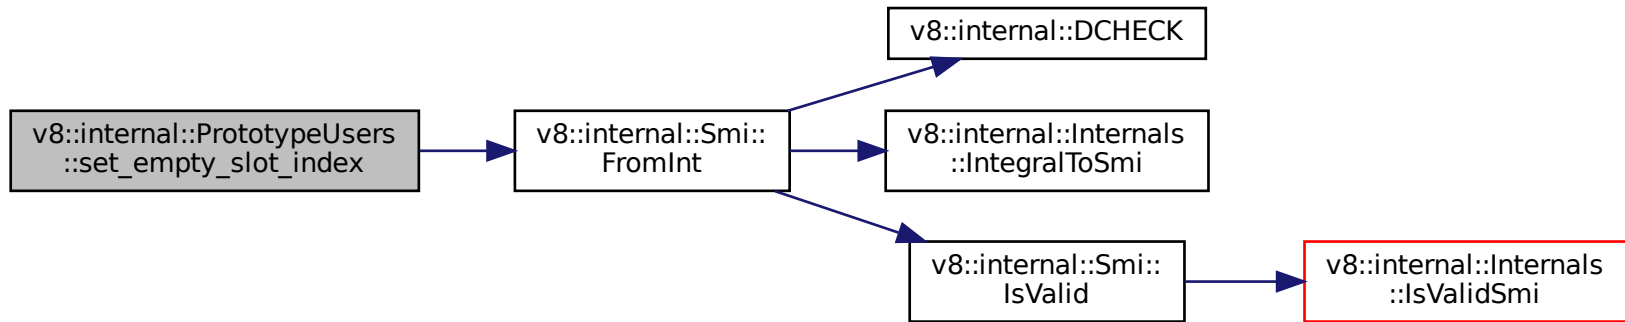 v8::internal::PrototypeUsers
::set_empty_slot_index
v8::internal::Smi::
FromInt
v8::internal::DCHECK
v8::internal::Internals
::IntegralToSmi
v8::internal::Smi::
IsValid
v8::internal::Internals
::IsValidSmi